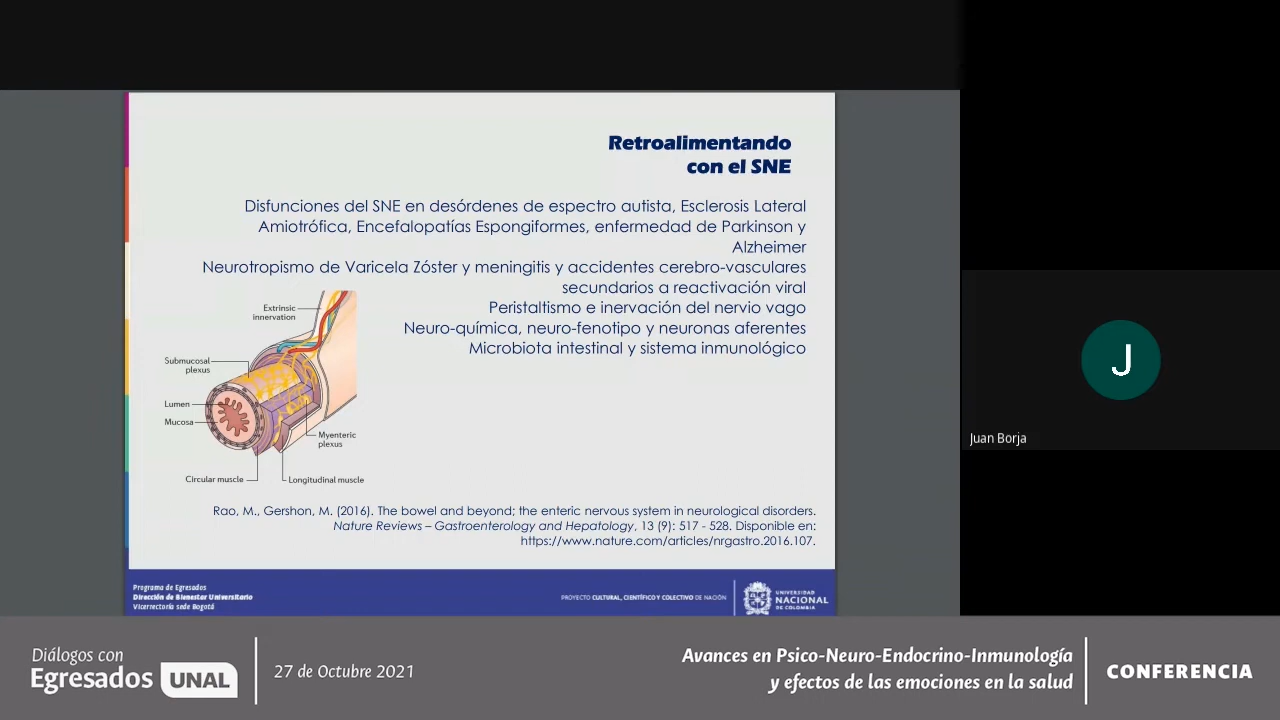 Retroalimentando
con el SNE
Disfunciones del SNE en desórdenes de espectro autista, Esclerosis Lateral
Amiotrófica, Encefalopatías Espongiformes, enfermedad de Parkinson y
Alzheimer
Neurotropismo de Varicela Zóster y meningitis y accidentes cerebro-vasculares
secundarios a reactivación viral
Peristaltismo e inervación del nervio vago
Neuro-química, neuro-fenotipo y neuronas aferentes
Microbiota intestinal y sistema inmunológico
Extrinsic
innervation
Submucosal
plexus
Lumen
Mucosa
Myenteric
plexus
Circular muscle
Longitudinal muscle
Rao, M., Gershon, M. (2016). The bowel and beyond; the enteric nervous system in neurological disorders.
Nature Reviews – Gastroenterology and Hepatology, 13 (9): 517 - 528. Disponible en:
https://www.nature.com/articles/nrgastro.2016.107.
Programa de Egresados
Dirección de Bienestar Universitario
Vicerrectoría sede Bogotá
PROYECTO CULTURAL, CIENTÍFICO Y COLECTIVO DE NACIÓN
UNIVERSIDAD
NACIONAL
DE COLOMBIA
J
Juan Borja
Diálogos con
Egresados UNAL
27 de Octubre 2021
Avances en Psico-Neuro-Endocrino-Inmunología
y efectos de las emociones en la salud
CONFERENCIA